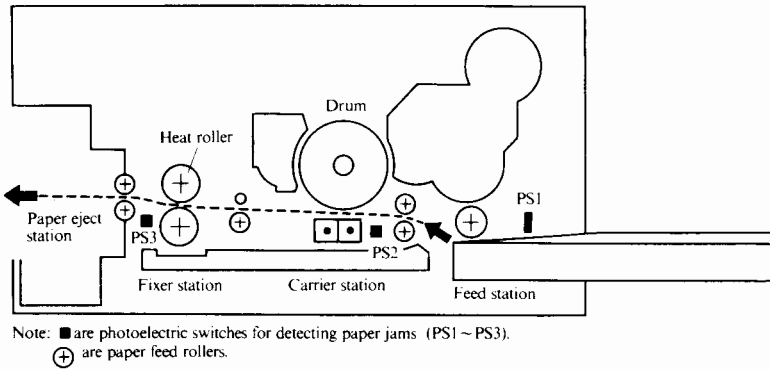 Drum
Heat roller
PS1
Paper eject
station
PS3
PS2
Fixer station
Carrier station
Feed station
Note: ■ are photoelectric switches for detecting paper jams (PS1~PS3).
⊕ are paper feed rollers.